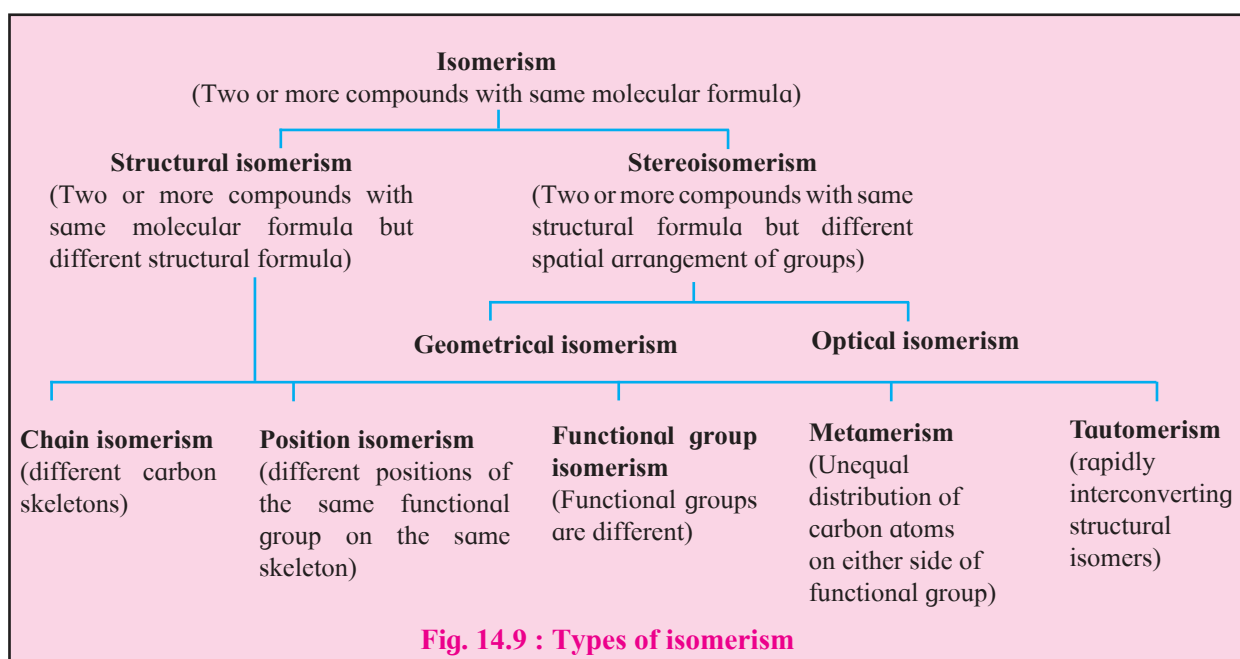 Isomerism
(Two or more compounds with same molecular formula)
Structural isomerism
(Two or more compounds with
same molecular formula but
different structural formula)
Stereoisomerism
(Two or more compounds with same
structural formula but different
spatial arrangement of groups)
Geometrical isomerism
Optical isomerism
Chain isomerism
(different carbon
skeletons)
Position isomerism
(different positions of
the same functional
group on the same
skeleton)
Functional group
isomerism
(Functional groups
are different)
Metamerism
(Unequal
distribution of
carbon atoms
on either side of
functional group)
Tautomerism
(rapidly
interconverting
structural
isomers)
Fig. 14.9 : Types of isomerism